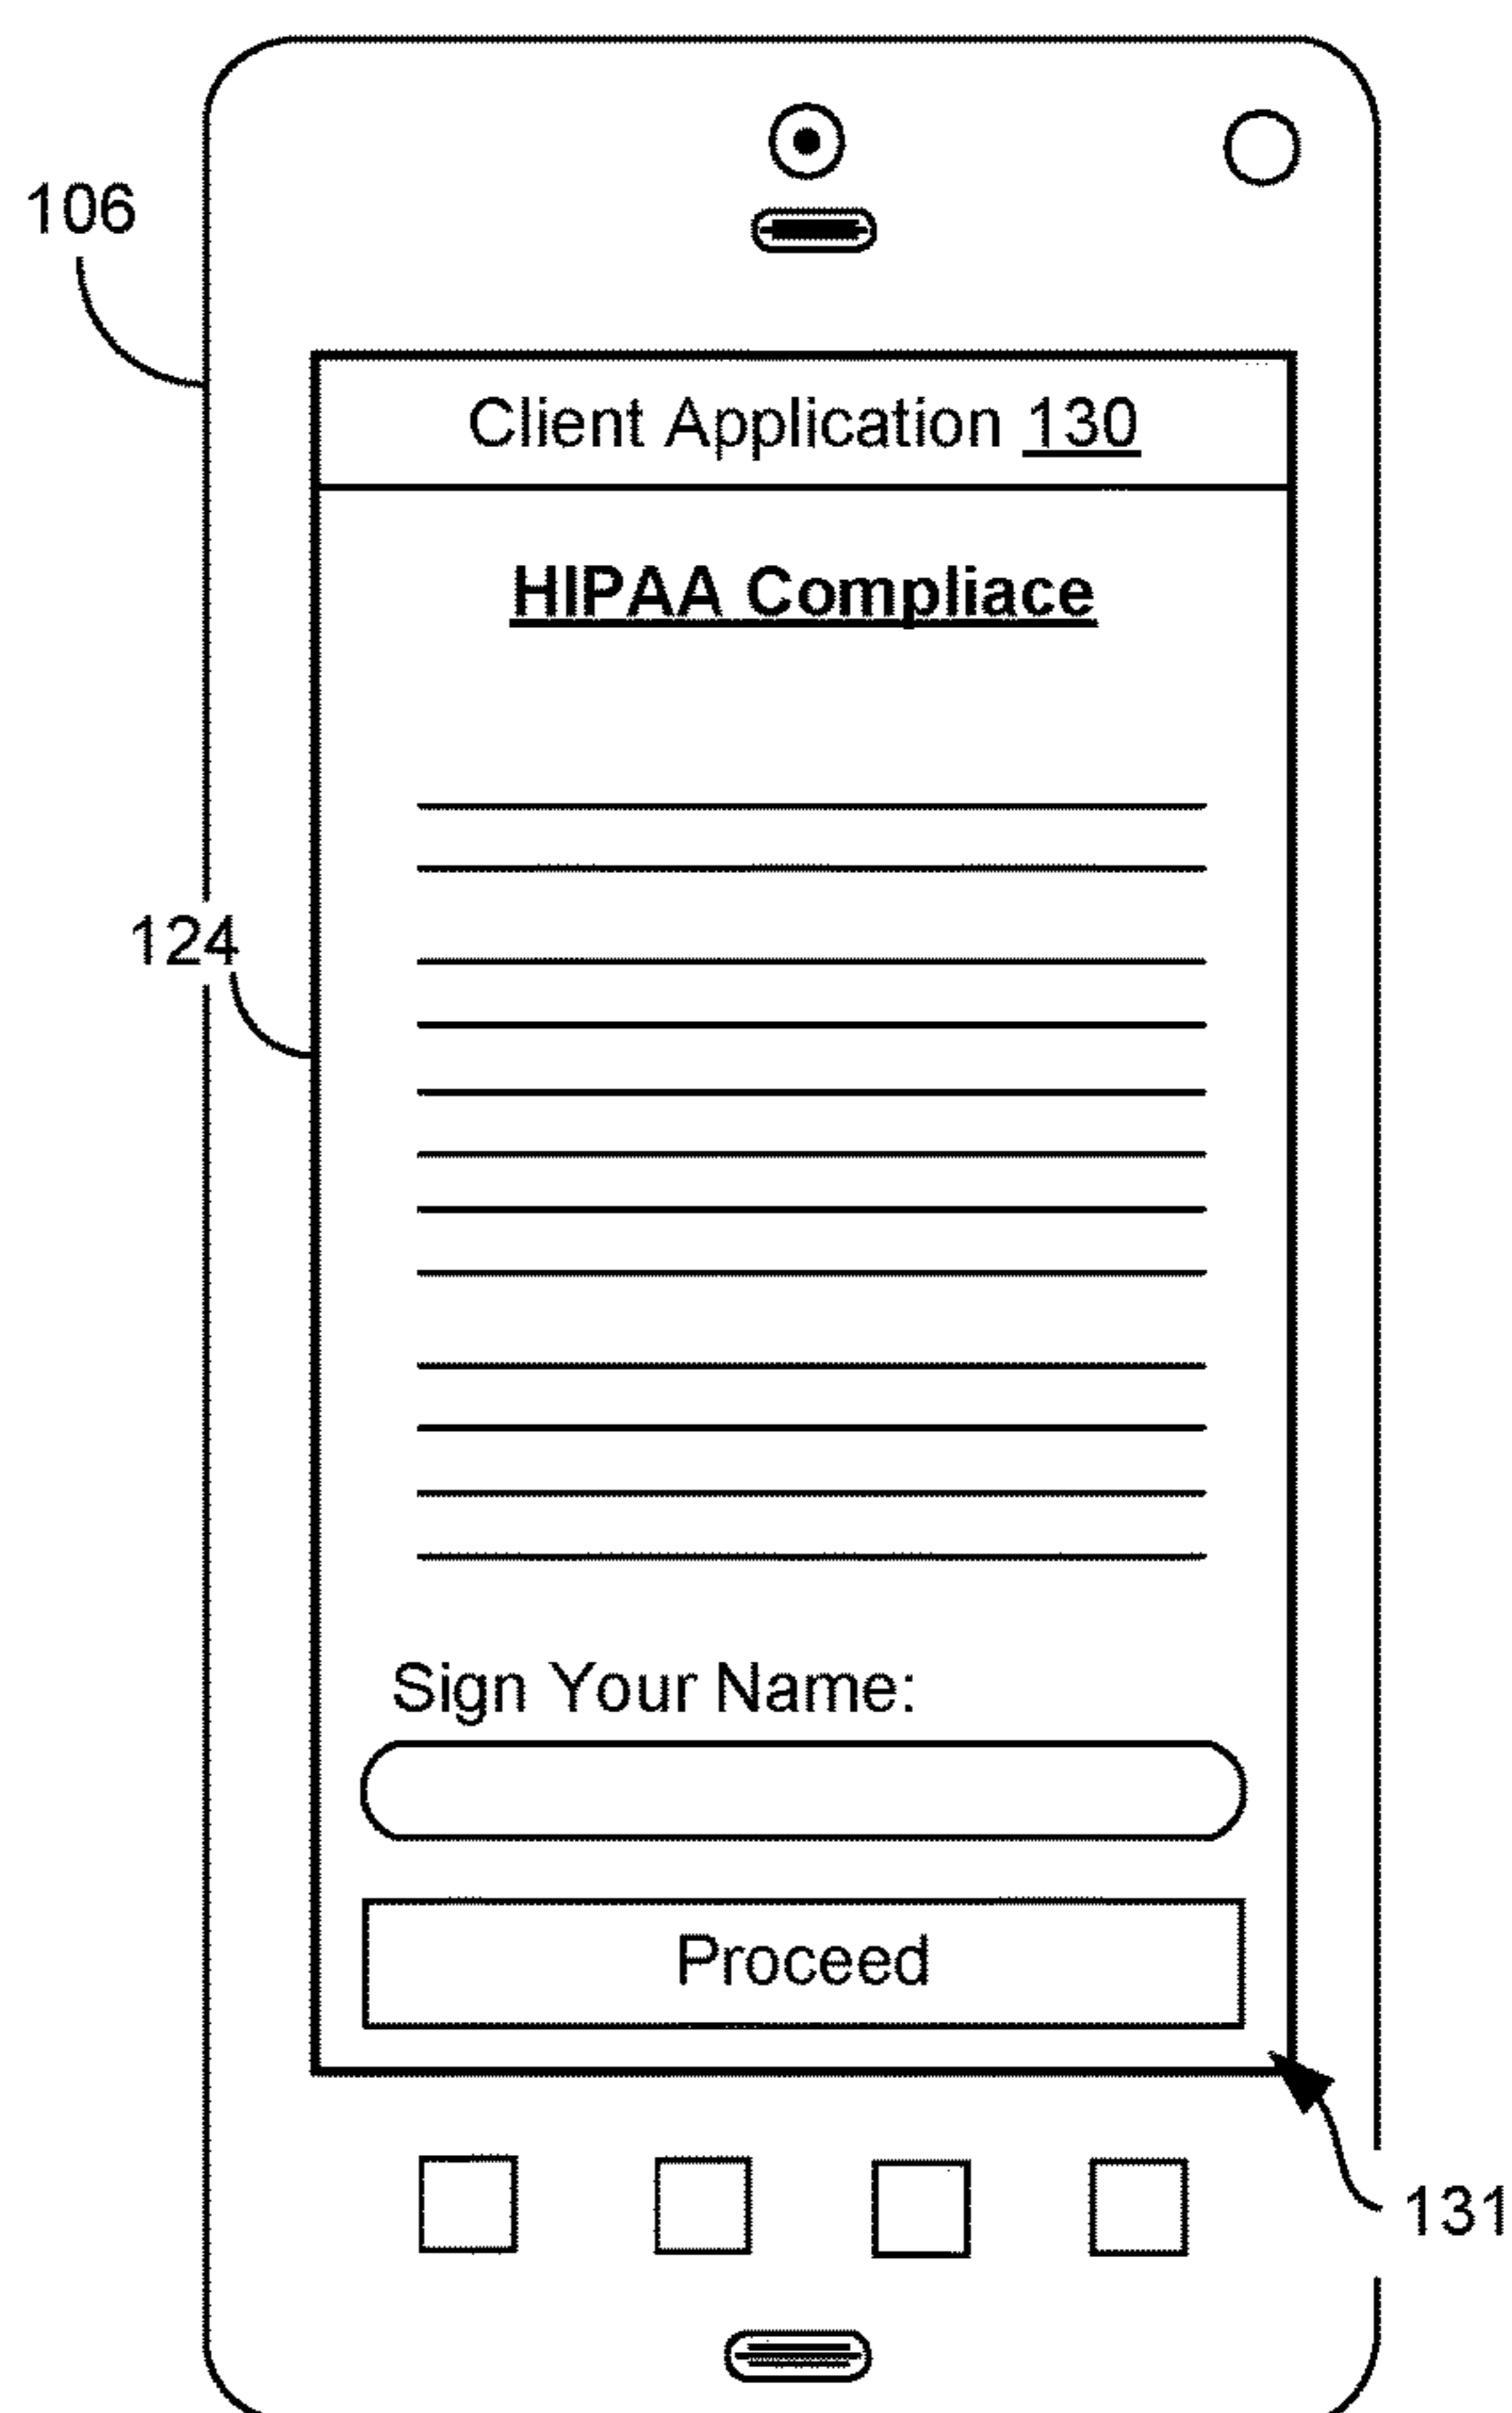 106
Client Application 130
HIPAA Compliace
124
Sign Your Name:
Proceed
131